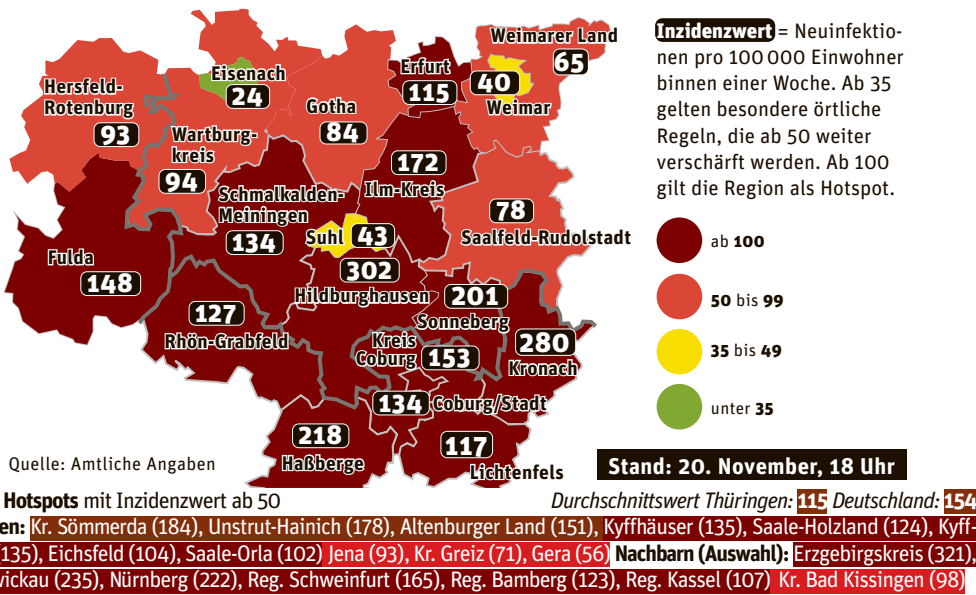 Weimarer Land
65
Hersfeld-
Rotenburg
93
Eisenach
24
Gotha
84
Erfurt
115
40
Weimar
Wartburg-
kreis
94
172
Ilm-Kreis
Schmalkalden-
Meiningen
134
78
Saalfeld-Rudolstadt
Suhl 43
Fulda
148
302
Hildburghausen
127
Rhön-Grabfeld
201
Sonneberg
280
Kronach
Kreis
Coburg 153
134 Coburg/Stadt
218
Haßberge
117
Lichtenfels
Inzidenzwert = Neuinfektio-
nen pro 100 000 Einwohner
binnen einer Woche. Ab 35
gelten besondere örtliche
Regeln, die ab 50 weiter
verschärft werden. Ab 100
gilt die Region als Hotspot.
ab 100
50 bis 99
35 bis 49
unter 35
Quelle: Amtliche Angaben
Stand: 20. November, 18 Uhr
Hotspots mit Inzidenzwert ab 50 Durchschnittswert Thüringen: 115 Deutschland: 154
en: Kr. Sömmerda (184), Unstrut-Hainich (178), Altenburger Land (151), Kyffhäuser (135), Saale-Holzland (124), Kyff-
(135), Eichsfeld (104), Saale-Orla (102) Jena (93), Kr. Greiz (71), Gera (56) Nachbarn (Auswahl): Erzgebirgskreis (321),
vickau (235), Nürnberg (222), Reg. Schweinfurt (165), Reg. Bamberg (123), Reg. Kassel (107) Kr. Bad Kissingen (98)